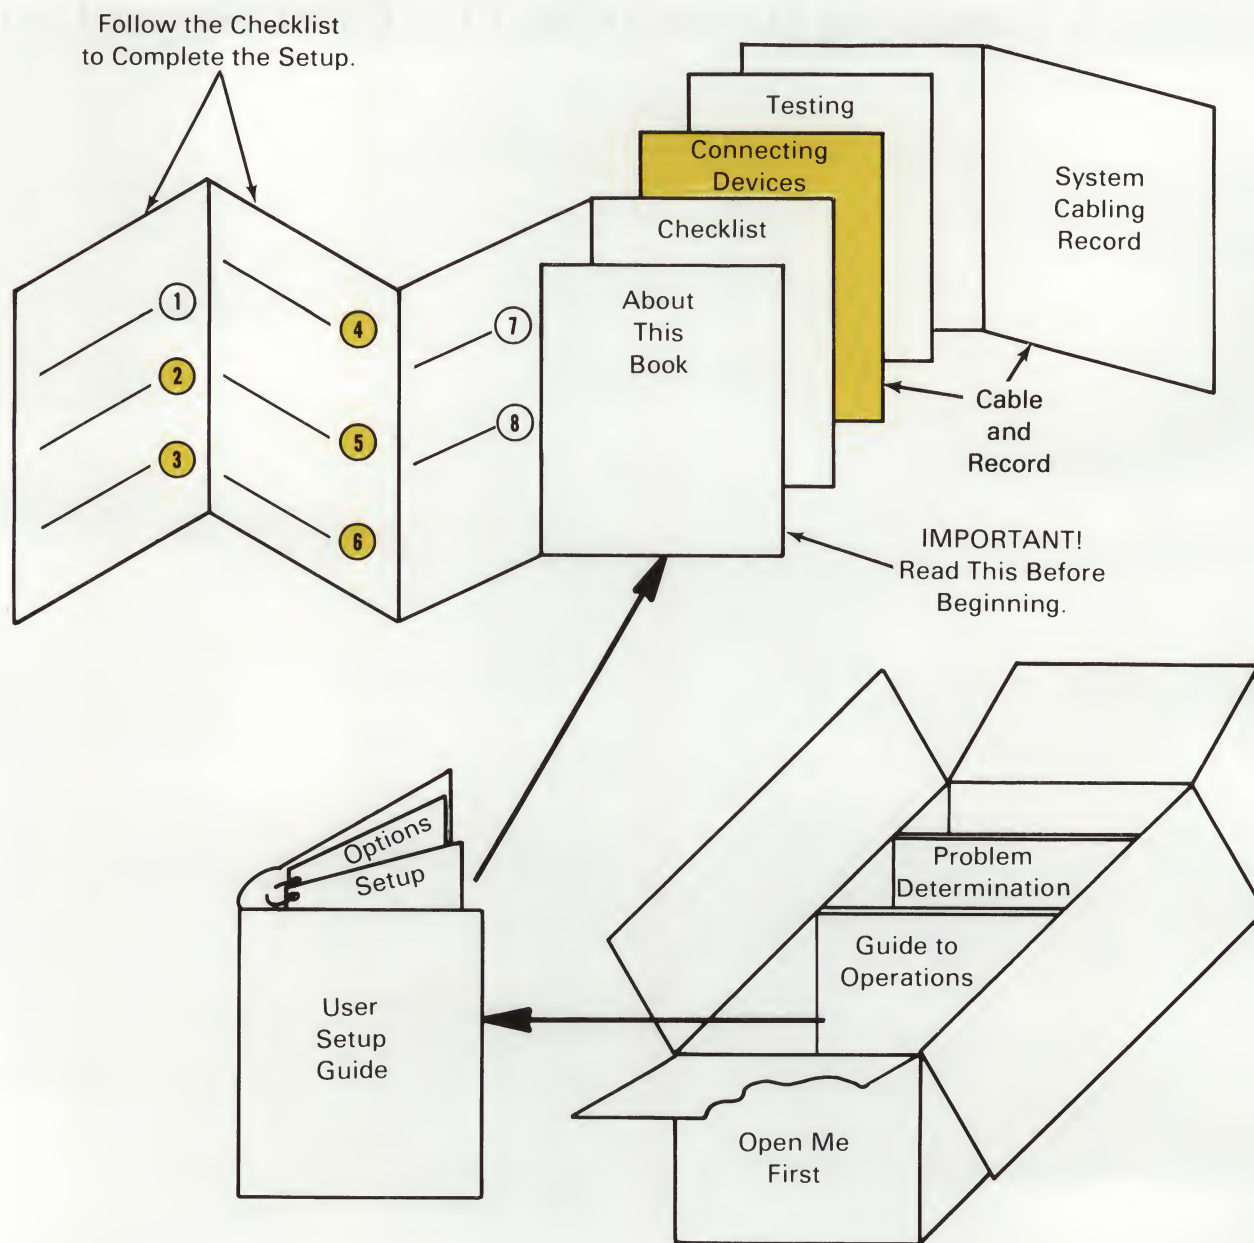 Follow the Checklist
to Complete the Setup.
Testing
Connecting
Devices
Checklist
About
This
Book
System
Cabling
Record
1
2
3
4
5
6
7
8
Cable
and
Record
IMPORTANT!
Read This Before
Beginning.
Options
Setup
User
Setup
Guide
Problem
Determination
Guide to
Operations
Open Me
First